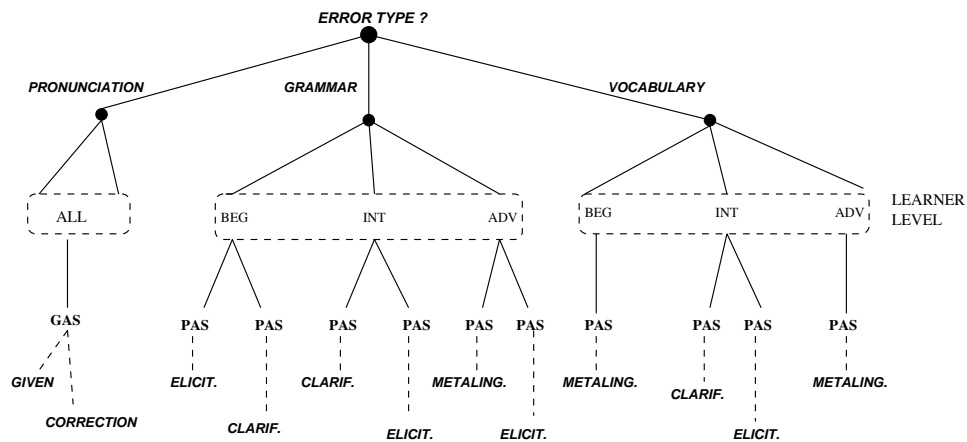 ERROR TYPE ?
PRONUNCIATION GRAMMAR VOCABULARY
ALL BEG INT ADV BEG INT ADV LEARNER
LEVEL
GAS PAS PAS PAS PAS PAS PAS PAS PAS PAS PAS
GIVEN ELICIT. CLARIF. METALING. METALING. CLARIF. METALING.
CORRECTION CLARIF. ELICIT. ELICIT. ELICIT.